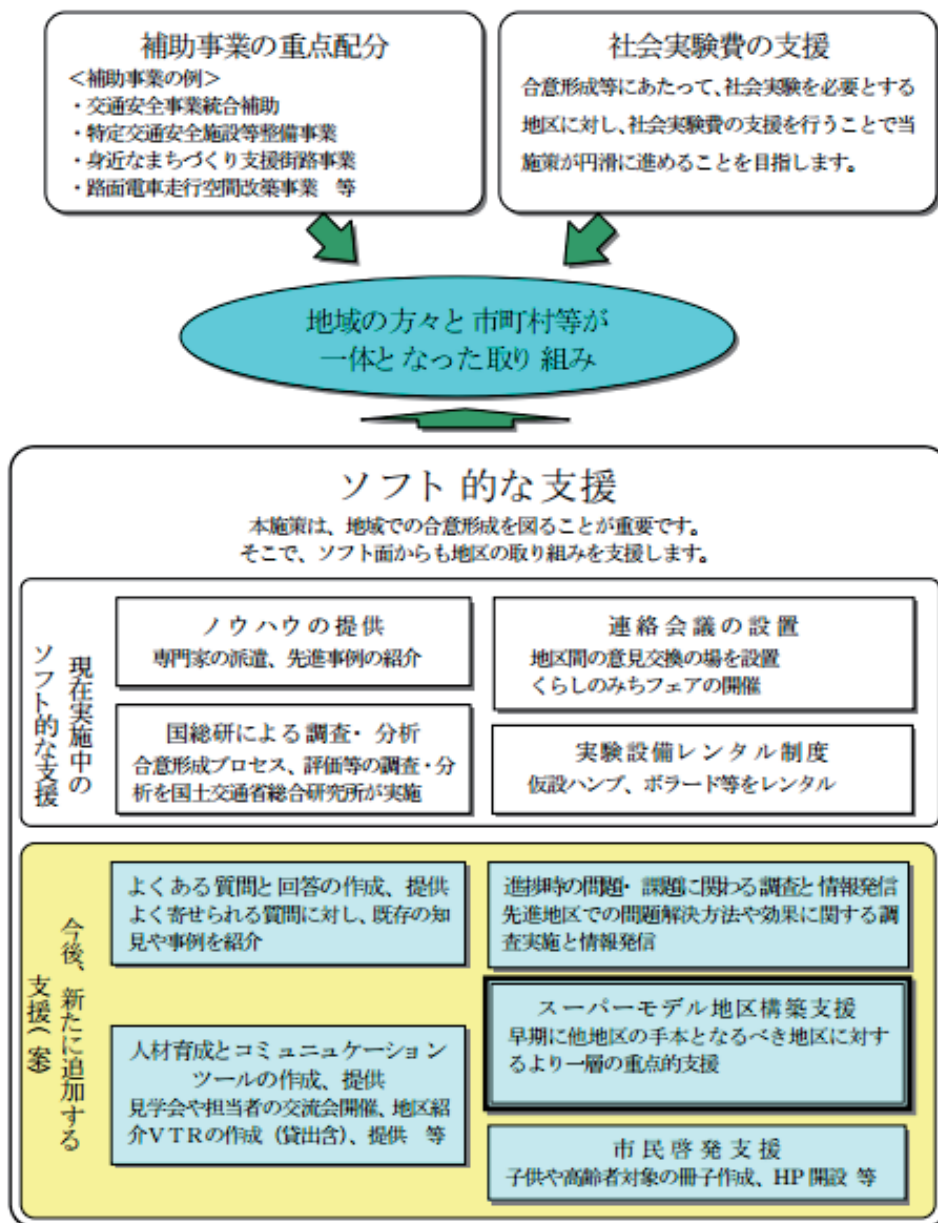 補助事業の重点配分
＜補助事業の例＞
・交通安全事業統合補助
・特定交通安全施設等整備事業
・身近なまちづくり支援街路事業
・路面電車走行空間改築事業　等
社会実験費の支援
合意形成等にあたって、社会実験を必要とする
地区に対し、社会実験費の支援を行うことで当
施策が円滑に進めることを目指します。
地域の方々と市町村等が
一体となった取り組み
ソフト的な支援
本施策は、地域での合意形成を図ることが重要です。
そこで、ソフト面からも地区の取り組みを支援します。
現在実施中の
ソフト的な支援
ノウハウの提供
専門家の派遣、先進事例の紹介
連絡会議の設置
地区間の意見交換の場を設置
くらしのみちフェアの開催
国総研による調査・分析
合意形成プロセス、評価等の調査・分
析を国土交通省総合研究所が実施
実験設備レンタル制度
仮設ハンプ、ボラード等をレンタル
今後、新たに追加する
支援（案）
よくある質問と回答の作成、提供
よく寄せられる質問に対し、既存の知
見や事例を紹介
進捗時の問題・課題に関わる調査と情報発信
先進地区での問題解決方法や効果に関する調
査実施と情報発信
人材育成とコミュニュケーション
ツールの作成、提供
見学会や担当者の交流会開催、地区紹
介ＶＴＲの作成（貸出含）、提供　等
スーパーモデル地区構築支援
早期に他地区の手本となるべき地区に対す
るより一層の重点的支援
市民啓発支援
子供や高齢者対象の冊子作成、HP開設 等